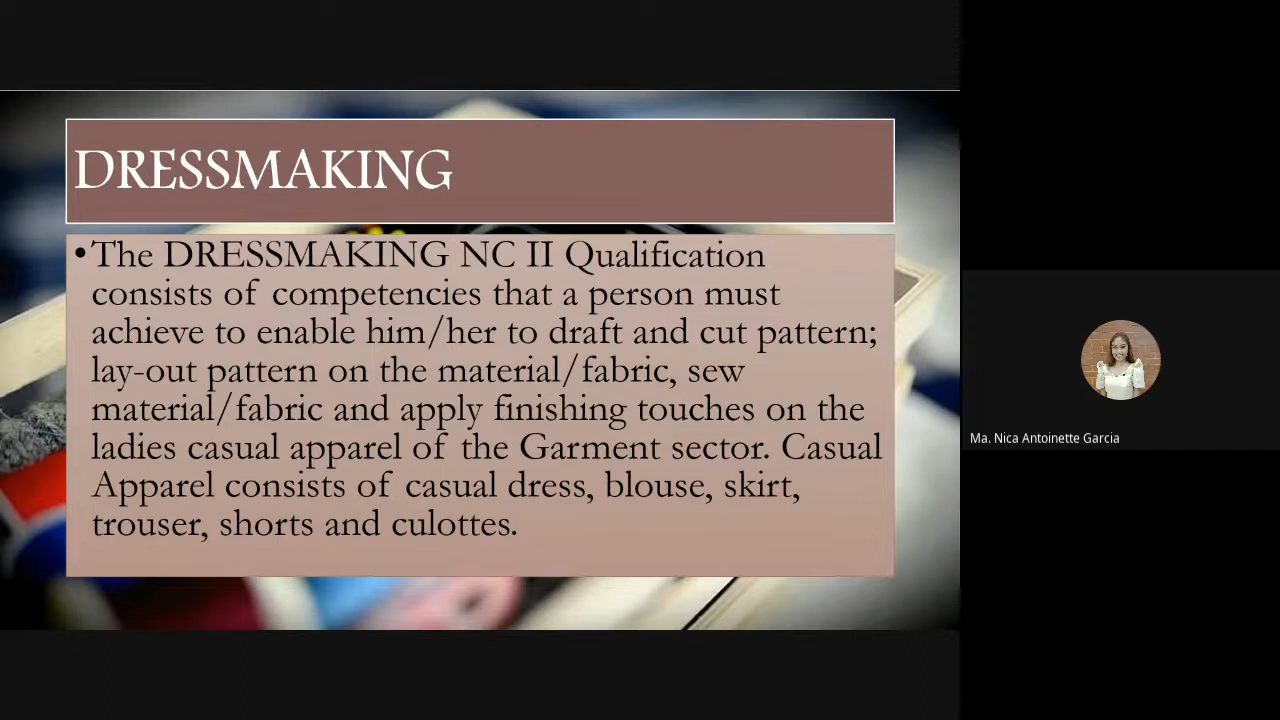 DRESSMAKING
•The DRESSMAKING NC II Qualification
consists of competencies that a person must
achieve to enable him/her to draft and cut pattern;
lay-out pattern on the material/fabric, sew
material/fabric and apply finishing touches on the
ladies casual apparel of the Garment sector. Casual
Apparel consists of casual dress, blouse, skirt,
trouser, shorts and culottes.
Ma. Nica Antoinette Garcia